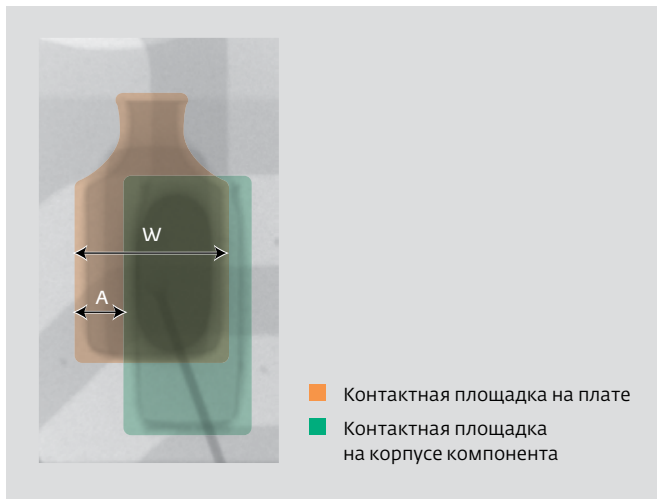 W
A
Контактная площадка на плате
Контактная площадка
на корпусе компонента